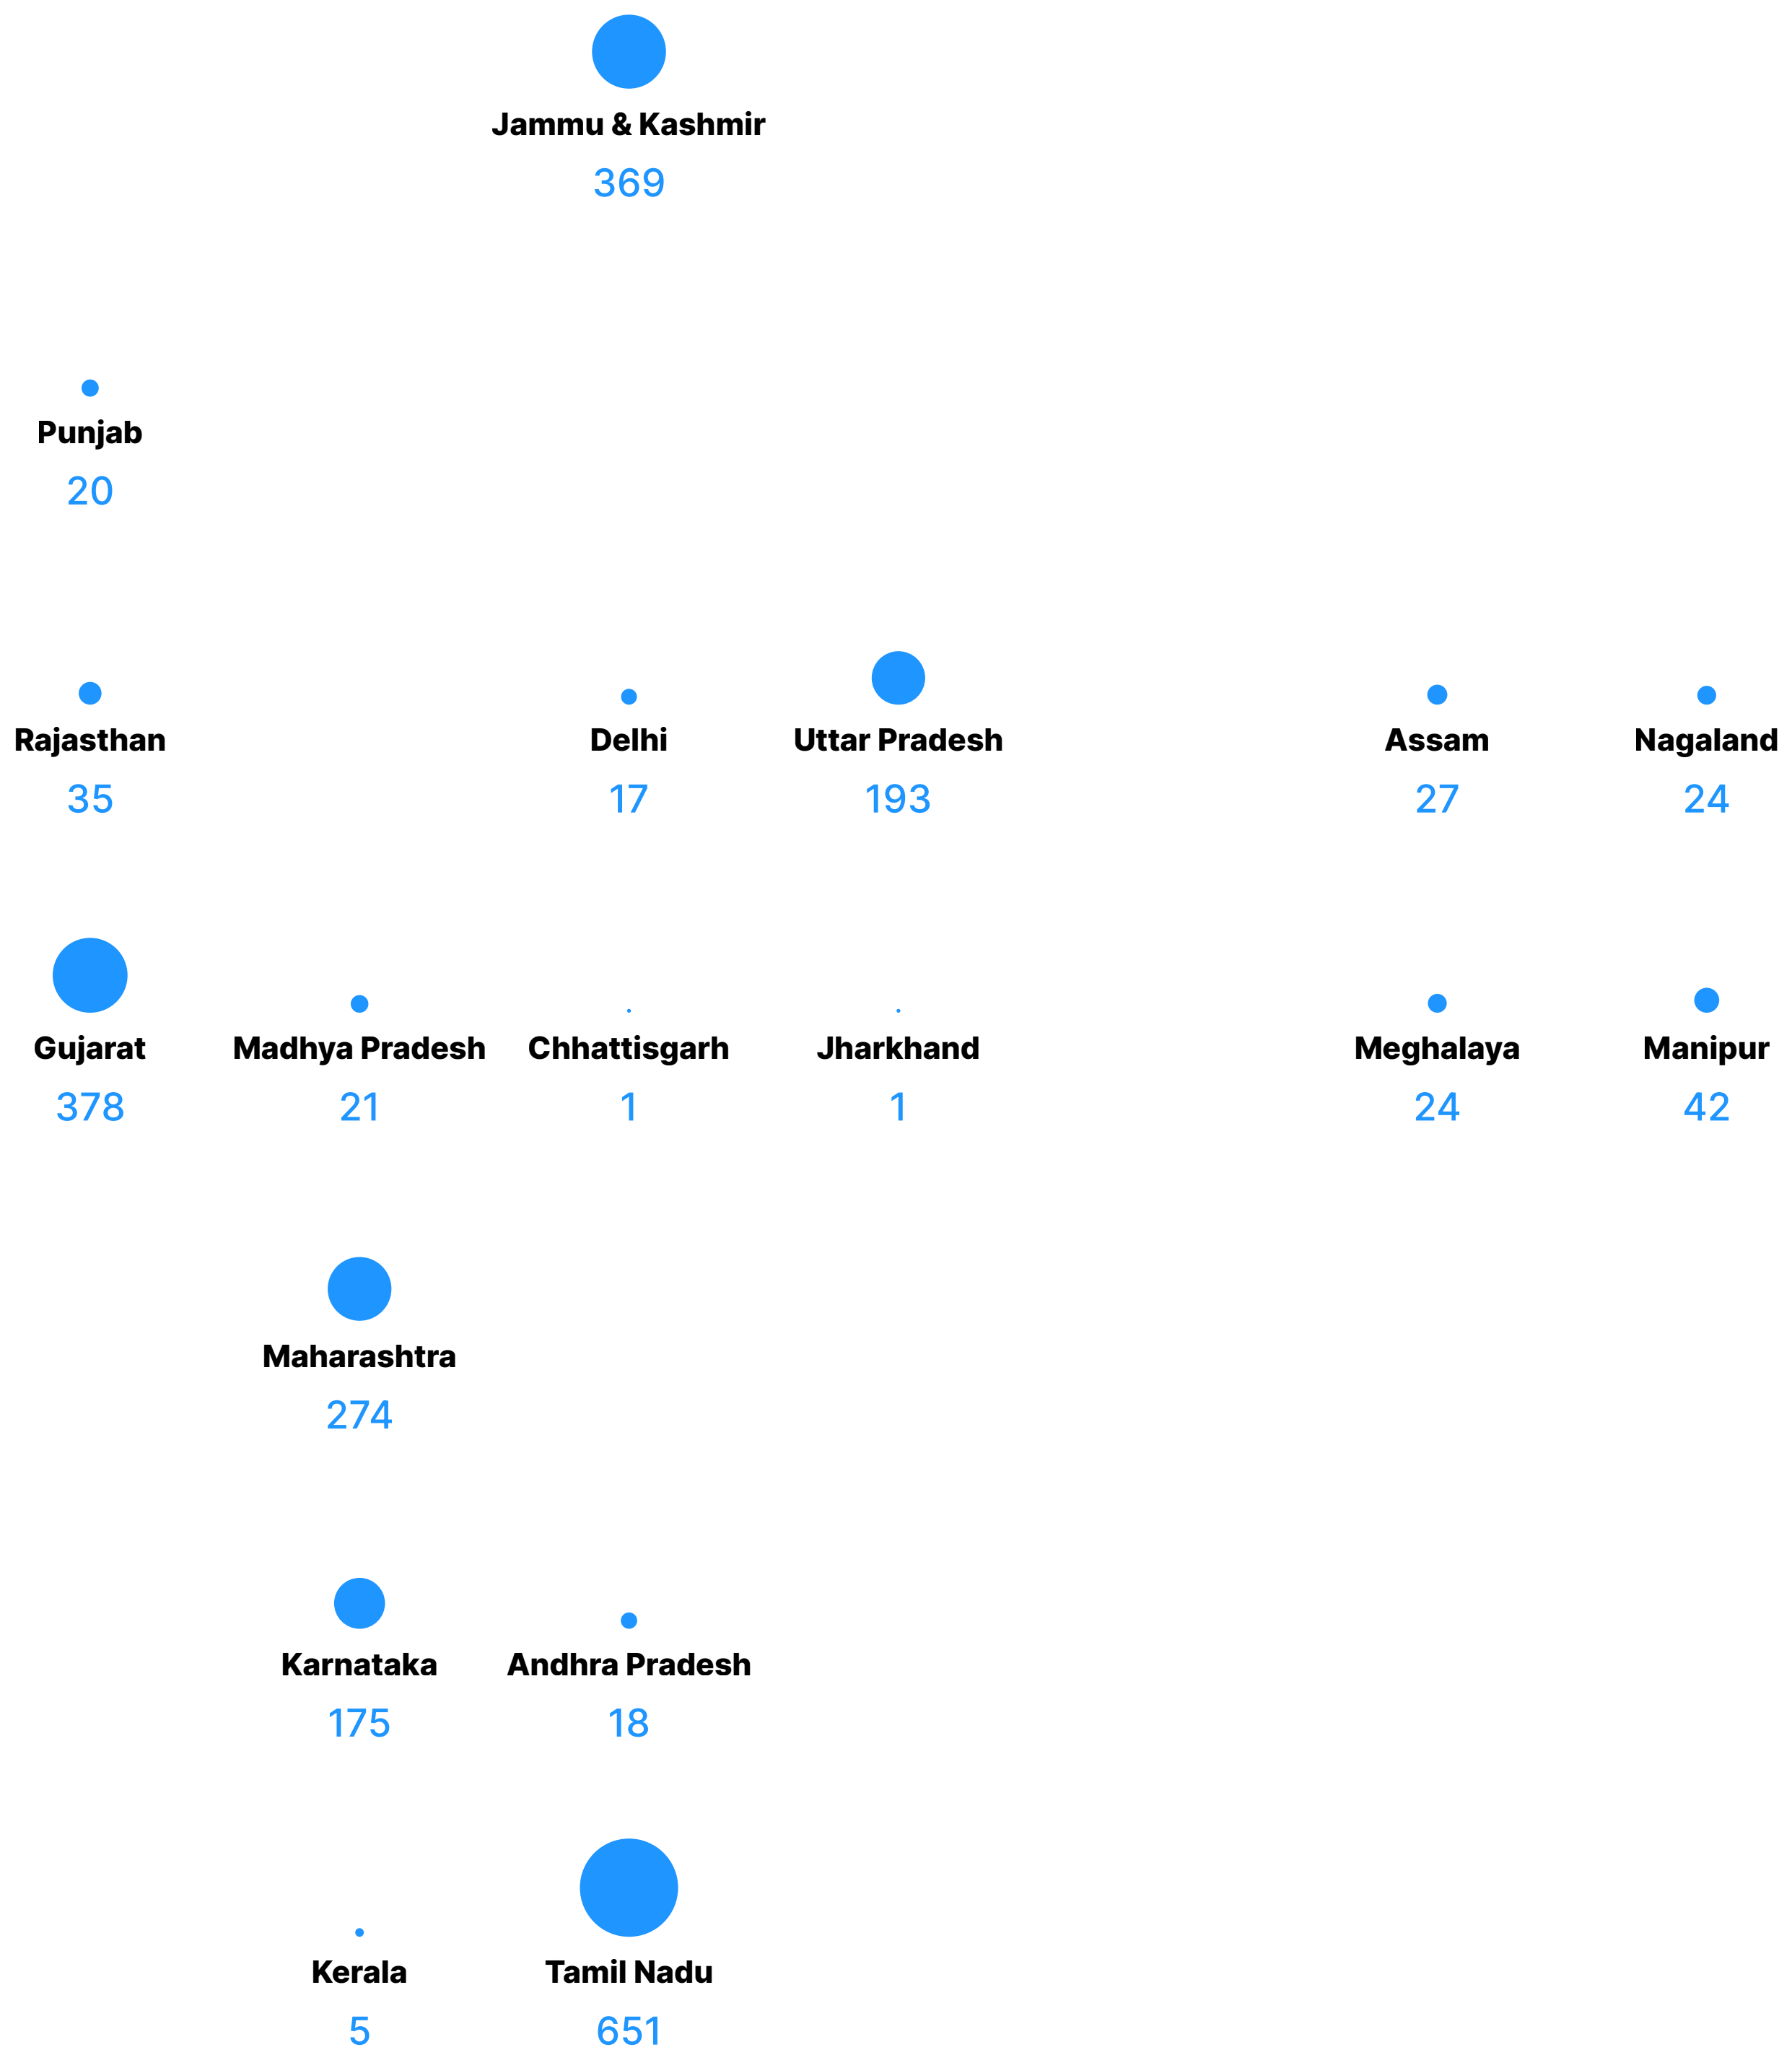 Jammu & Kashmir
369
Punjab
20
Rajasthan
35
Delhi
17
Uttar Pradesh
193
Assam
27
Nagaland
24
Gujarat
378
Madhya Pradesh
21
Chhattisgarh
1
Jharkhand
1
Meghalaya
24
Manipur
42
Maharashtra
274
Karnataka
175
Andhra Pradesh
18
Kerala
5
Tamil Nadu
651